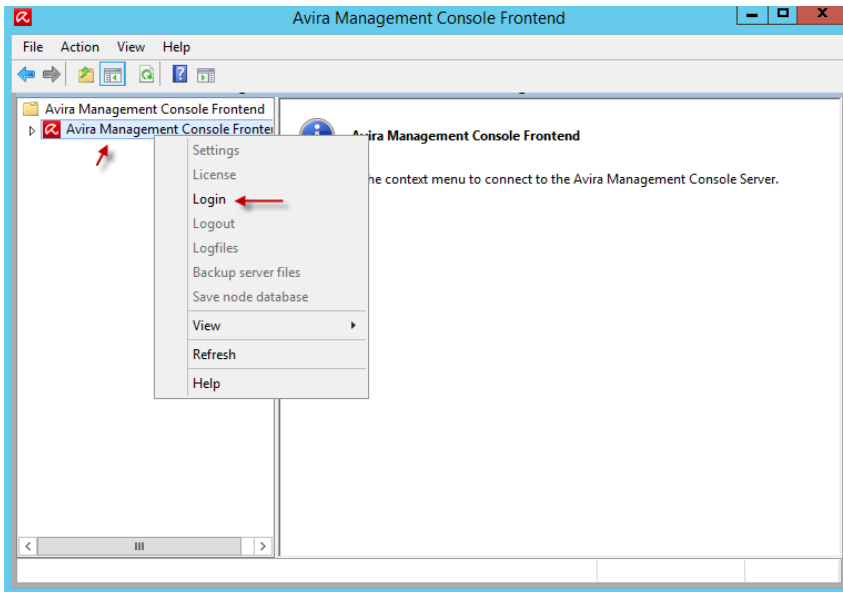 Avira Management Console Frontend
File Action View Help
Avira Management Console Frontend
Avira Management Console Fronte
Avira Management Console Frontend
he context menu to connect to the Avira Management Console Server.
Settings
License
Login
Logout
Logfiles
Backup server files
Save node database
View
Refresh
Help